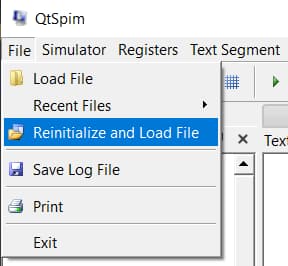 QtSpim
File Simulator Registers Text Segment
Load File
Recent Files
Reinitialize and Load File
Save Log File
Print
Exit
Tex